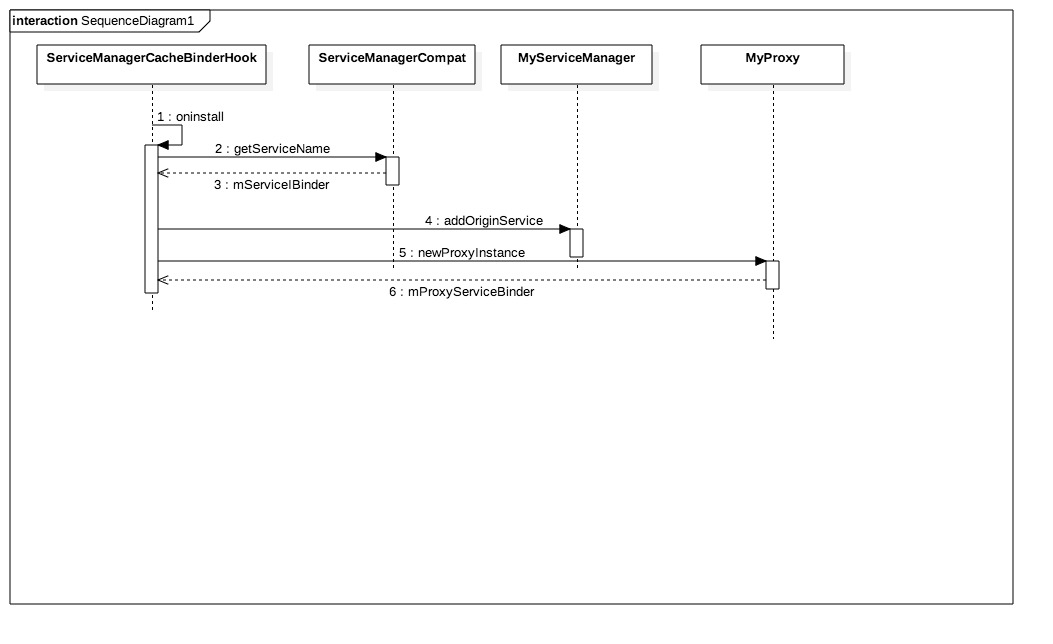 interaction SequenceDiagram1
ServiceManagerCacheBinderHook
ServiceManagerCompat
MyServiceManager
MyProxy
1 : oninstall
2 : getServiceName
3 : mServiceIBinder
4 : addOriginService
5 : newProxyInstance
6 : mProxyServiceBinder